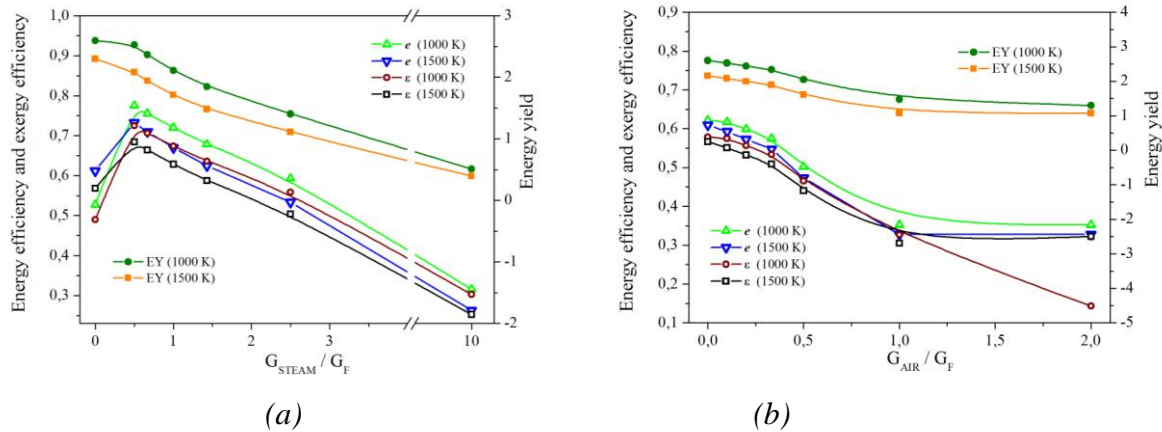 Energy efficiency and exergy efficiency
1,0
0,9
0,8
0,7
0,6
0,5
0,4
0,3
e (1000 K)
e (1500 K)
ε (1000 K)
ε (1500 K)
EY (1000 K)
EY (1500 K)
3
2
1
0
-1
-2
Energy yield
0 1 2 3 10
G_STEAM / G_F
(a)
Energy efficiency and exergy efficiency
0,9
0,8
0,7
0,6
0,5
0,4
0,3
0,2
0,1
EY (1000 K)
EY (1500 K)
e (1000 K)
e (1500 K)
ε (1000 K)
ε (1500 K)
4
3
2
1
0
-1
-2
-3
-4
-5
Energy yield
0,0 0,5 1,0 1,5 2,0
G_AIR / G_F
(b)